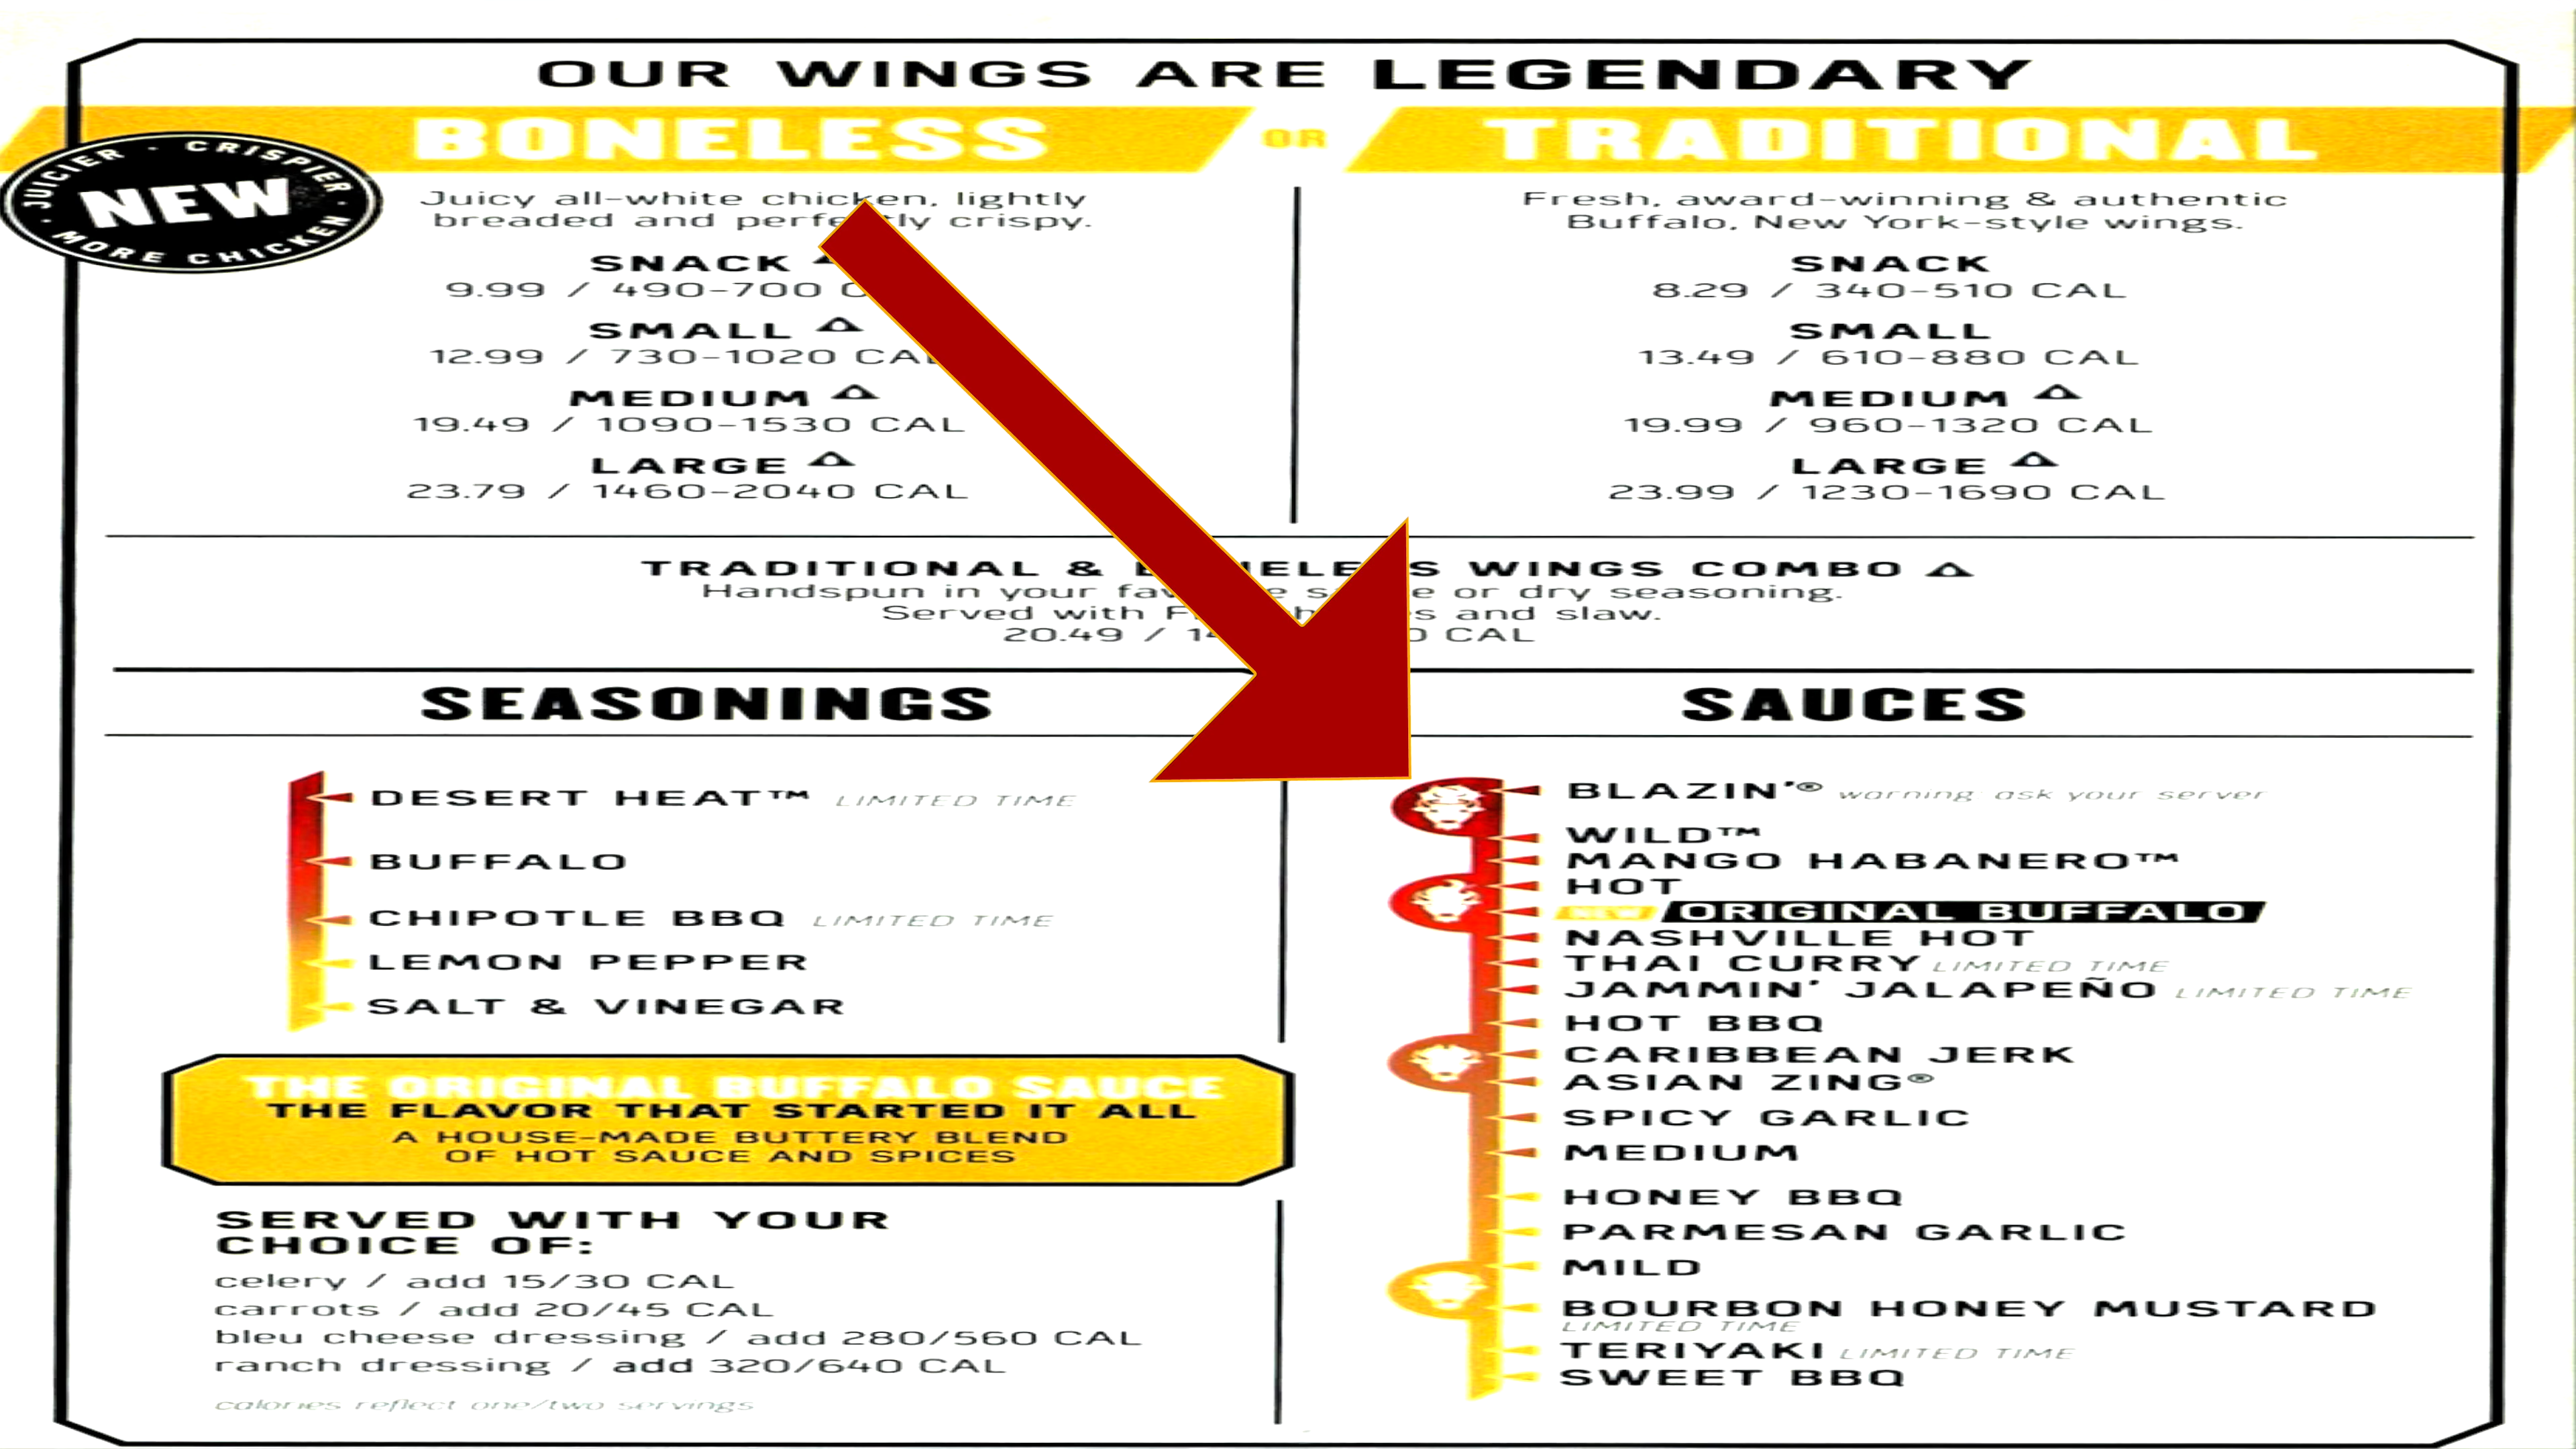 OUR WINGS ARE LEGENDARY
BONELESS OR TRADITIONAL
JUICIER · CRISPIER
NEW
MORE CHICKEN
Juicy all-white chicken, lightly
breaded and perfectly crispy.
SNACK
9.99 / 490-700
SMALL
12.99 / 730-1020 CAL
MEDIUM
19.49 / 1090-1530 CAL
LARGE
23.79 / 1460-2040 CAL
Fresh, award-winning & authentic
Buffalo, New York-style wings.
SNACK
8.29 / 340-510 CAL
SMALL
13.49 / 610-880 CAL
MEDIUM
19.99 / 960-1320 CAL
LARGE
23.99 / 1230-1690 CAL
TRADITIONAL & WINGS COMBO
Handspun in your or dry seasoning.
Served with and slaw.
20.49 / CAL
SEASONINGS
DESERT HEAT™ LIMITED TIME
BUFFALO
CHIPOTLE BBQ LIMITED TIME
LEMON PEPPER
SALT & VINEGAR
THE ORIGINAL BUFFALO SAUCE
THE FLAVOR THAT STARTED IT ALL
A HOUSE-MADE BUTTERY BLEND
OF HOT SAUCE AND SPICES
SERVED WITH YOUR
CHOICE OF:
celery / add 15/30 CAL
carrots / add 20/45 CAL
bleu cheese dressing / add 280/560 CAL
ranch dressing / add 320/640 CAL
calories reflect one/two servings
SAUCES
BLAZIN'® warning: ask your server
WILD™
MANGO HABANERO™
HOT
NEW ORIGINAL BUFFALO
NASHVILLE HOT
THAI CURRY LIMITED TIME
JAMMIN' JALAPEÑO LIMITED TIME
HOT BBQ
CARIBBEAN JERK
ASIAN ZING®
SPICY GARLIC
MEDIUM
HONEY BBQ
PARMESAN GARLIC
MILD
BOURBON HONEY MUSTARD
LIMITED TIME
TERIYAKI LIMITED TIME
SWEET BBQ